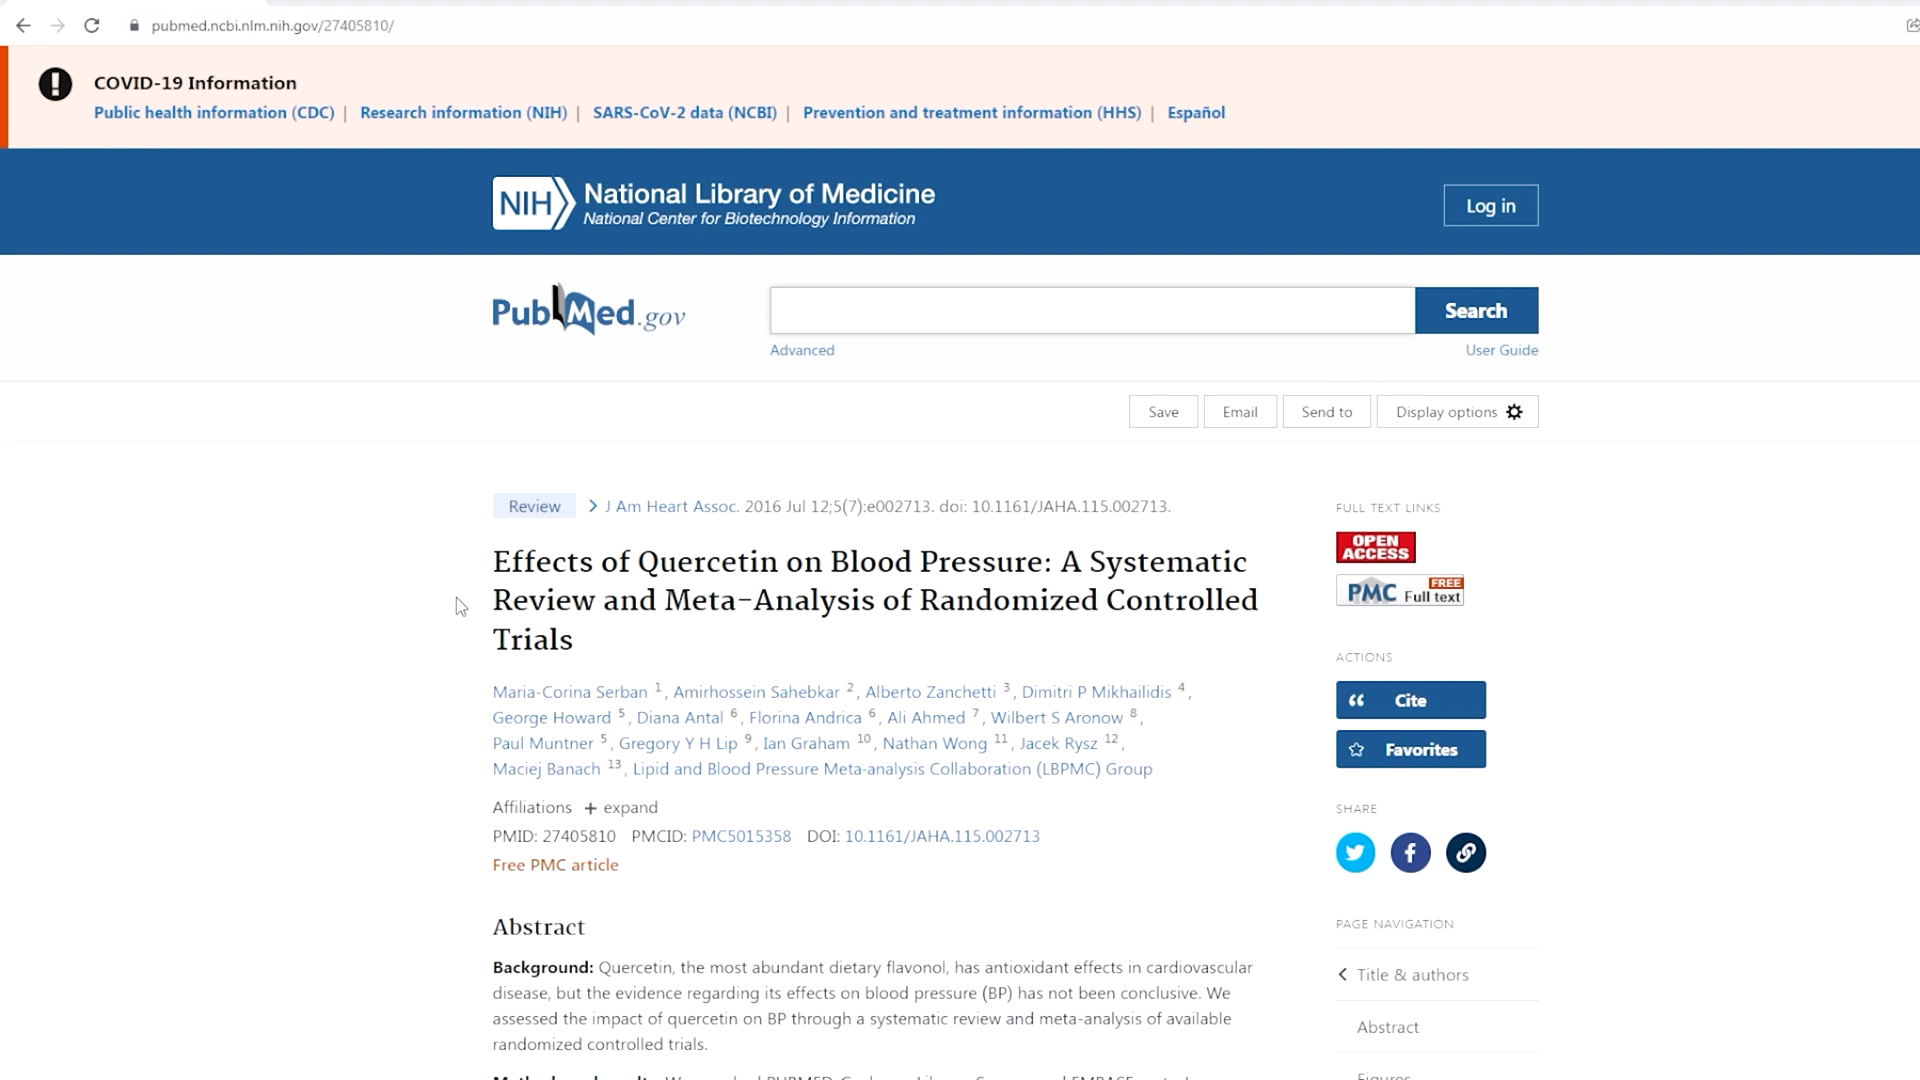 pubmed.ncbi.nlm.nih.gov/27405810/
COVID-19 Information
Public health information (CDC) | Research information (NIH) | SARS-CoV-2 data (NCBI) | Prevention and treatment information (HHS) | Español
NIH National Library of Medicine
National Center for Biotechnology Information
Log in
PubMed.gov
Search
Advanced
User Guide
Save
Email
Send to
Display options
Review
J Am Heart Assoc. 2016 Jul 12;5(7):e002713. doi: 10.1161/JAHA.115.002713.
Effects of Quercetin on Blood Pressure: A Systematic
Review and Meta-Analysis of Randomized Controlled
Trials
Maria-Corina Serban 1, Amirhossein Sahebkar 2, Alberto Zanchetti 3, Dimitri P Mikhailidis 4,
George Howard 5, Diana Antal 6, Florina Andrica 6, Ali Ahmed 7, Wilbert S Aronow 8,
Paul Muntner 5, Gregory Y H Lip 9, Ian Graham 10, Nathan Wong 11, Jacek Rysz 12,
Maciej Banach 13, Lipid and Blood Pressure Meta-analysis Collaboration (LBPMC) Group
Affiliations + expand
PMID: 27405810 PMCID: PMC5015358 DOI: 10.1161/JAHA.115.002713
Free PMC article
Abstract
Background: Quercetin, the most abundant dietary flavonol, has antioxidant effects in cardiovascular
disease, but the evidence regarding its effects on blood pressure (BP) has not been conclusive. We
assessed the impact of quercetin on BP through a systematic review and meta-analysis of available
randomized controlled trials.
FULL TEXT LINKS
OPEN
ACCESS
PMC FREE
Full text
ACTIONS
Cite
Favorites
SHARE
PAGE NAVIGATION
Title & authors
Abstract
Figures